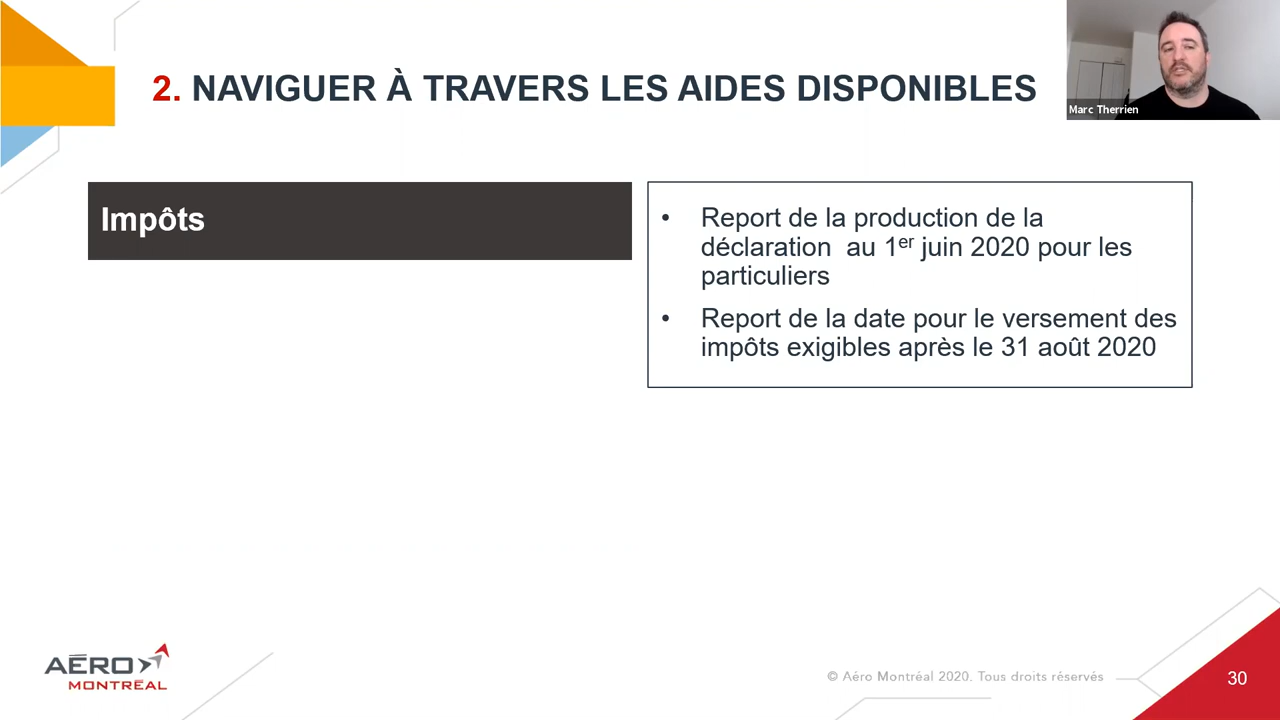 2. NAVIGUER À TRAVERS LES AIDES DISPONIBLES
Marc Therrien
Impôts
• Report de la production de la
déclaration au 1er juin 2020 pour les
particuliers
• Report de la date pour le versement des
impôts exigibles après le 31 août 2020
AÉRO
MONTRÉAL
© Aéro Montréal 2020. Tous droits réservés
30